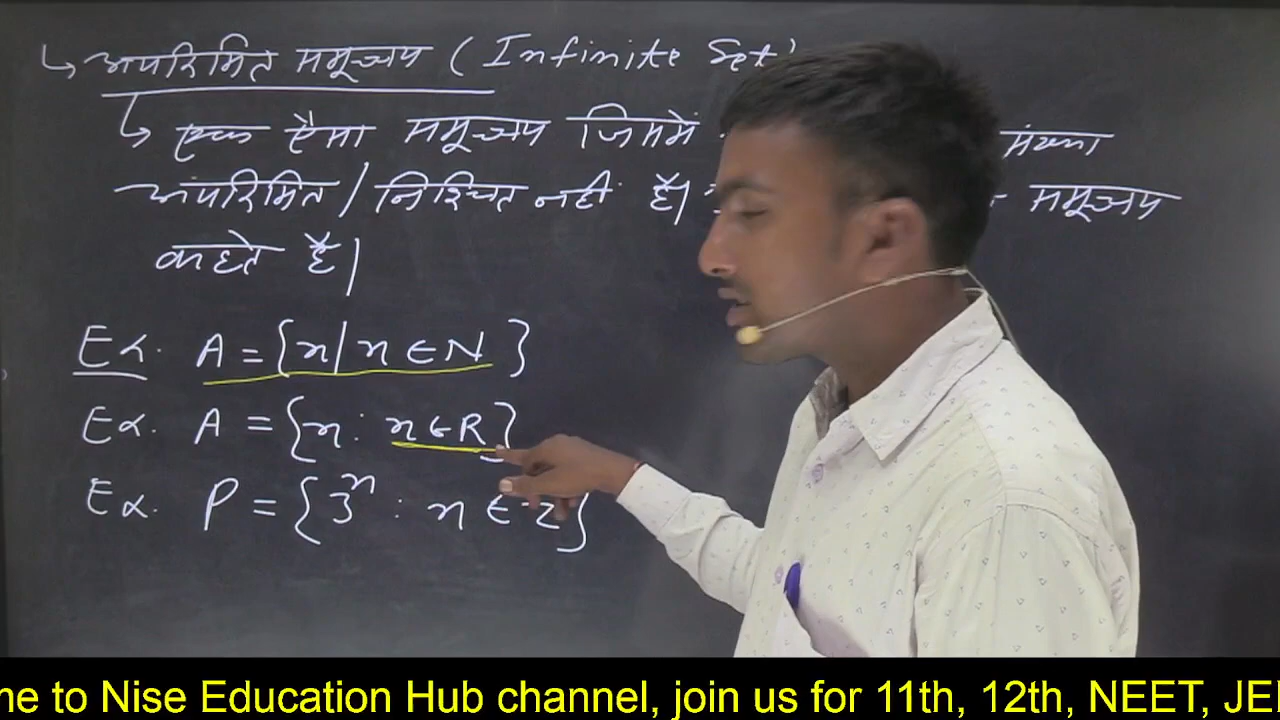 ↳ अपरिमित समुच्चय (Infinite Set)
↳ एक ऐसा समुच्चय जिसमें संख्या
अपरिमित / निश्चित नहीं है। समुच्चय
कहते हैं।
Ex. A = {x | x ∈ N }
Ex. A = {x : x ∈ R}
Ex. P = {3ⁿ : n ∈ Z}
ne to Nise Education Hub channel, join us for 11th, 12th, NEET, JEI